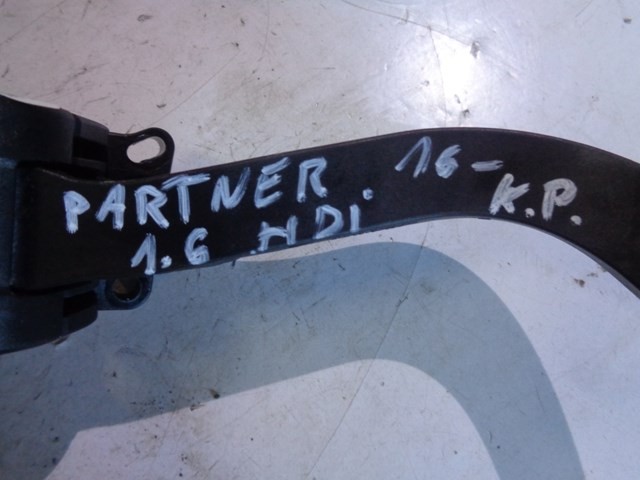 PARTNER. 16- K.P.
1.6 HDI